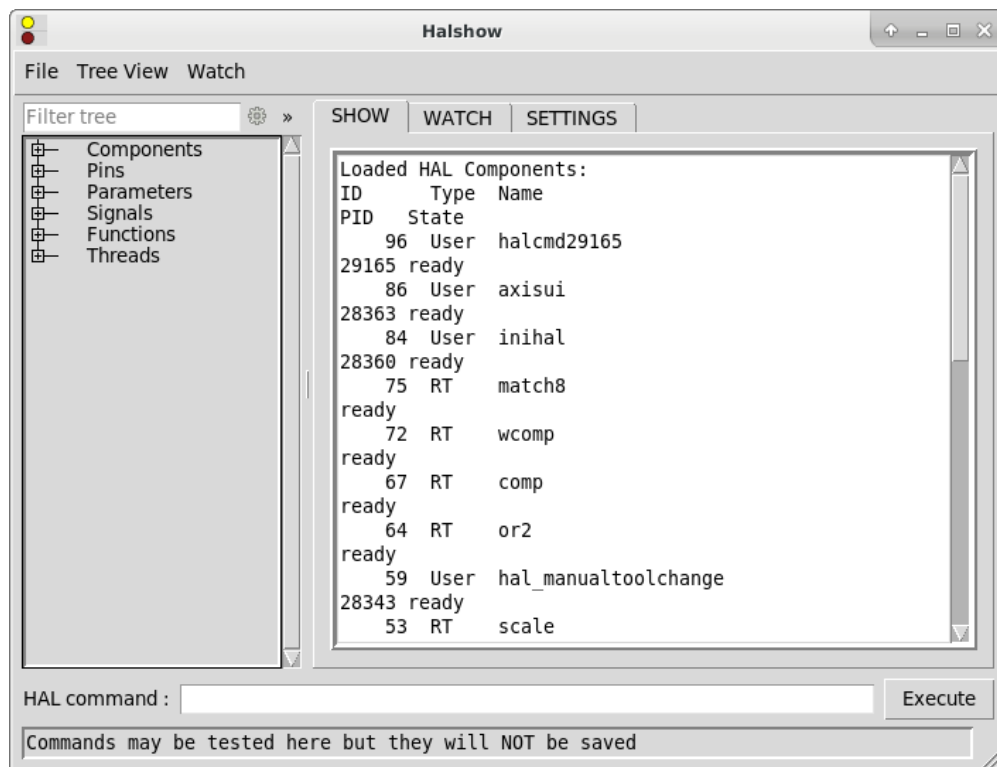 Halshow
File Tree View Watch
Filter tree »
SHOW WATCH SETTINGS
Components
Pins
Parameters
Signals
Functions
Threads
Loaded HAL Components:
ID Type Name
PID State
96 User halcmd29165
29165 ready
86 User axisui
28363 ready
84 User inihal
28360 ready
75 RT match8
ready
72 RT wcomp
ready
67 RT comp
ready
64 RT or2
ready
59 User hal_manualtoolchange
28343 ready
53 RT scale
HAL command : Execute
Commands may be tested here but they will NOT be saved